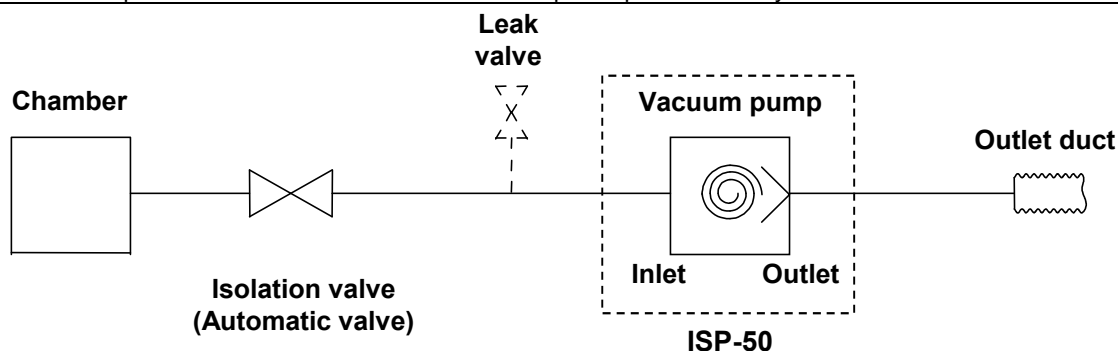 Leak
valve
Chamber
Vacuum pump
Outlet duct
Inlet
Outlet
Isolation valve
(Automatic valve)
ISP-50